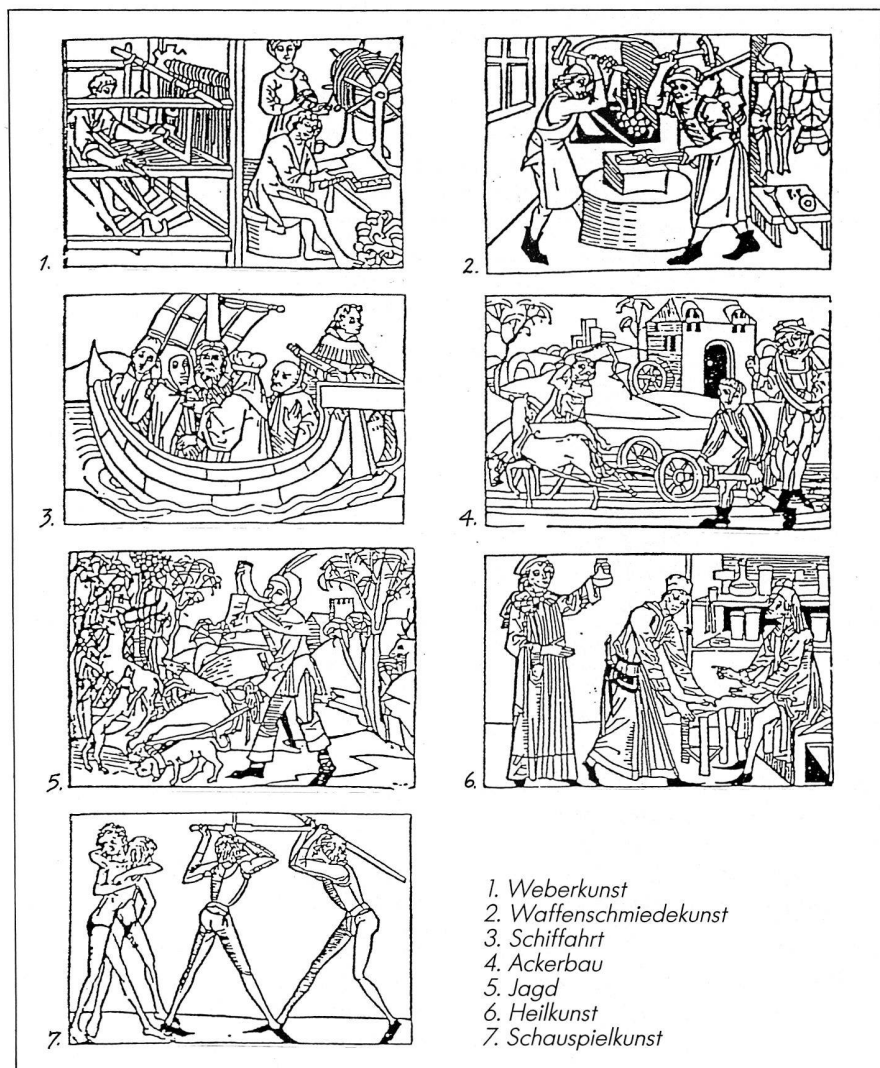 1.
2.
3.
4.
5.
6.
7.
1. Weberkunst
2. Waffenschmiedekunst
3. Schiffahrt
4. Ackerbau
5. Jagd
6. Heilkunst
7. Schauspielkunst